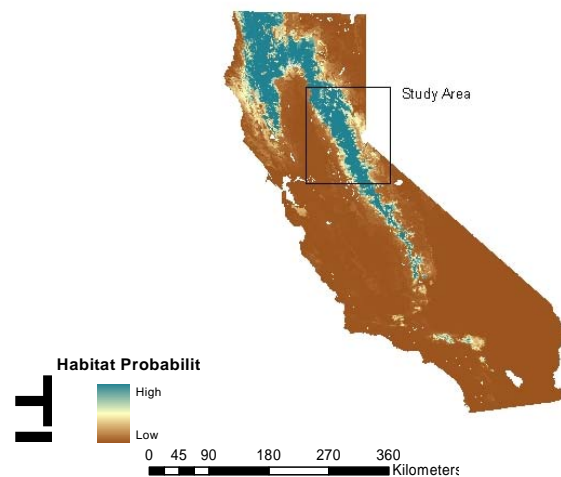 Study Area
Habitat Probabilit
High
Low
0 45 90 180 270 360
Kilometers